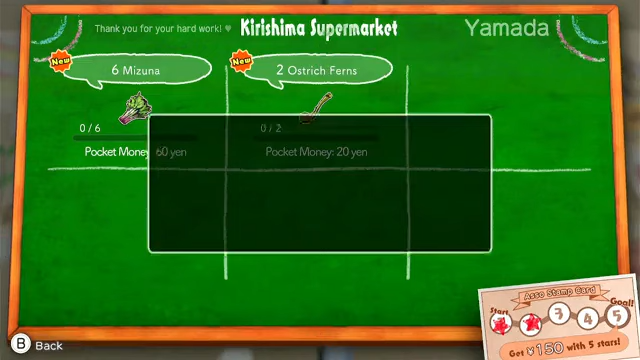 Thank you for your hard work! ♥
Kirishima Supermarket
Yamada
New
6 Mizuna
New
2 Ostrich Ferns
0 / 6
0 / 2
Pocket Money: 60 yen
Pocket Money: 20 yen
Asso Stamp Card
Start
Goal!
3
4
5
Get ¥150 with 5 stars!
B Back